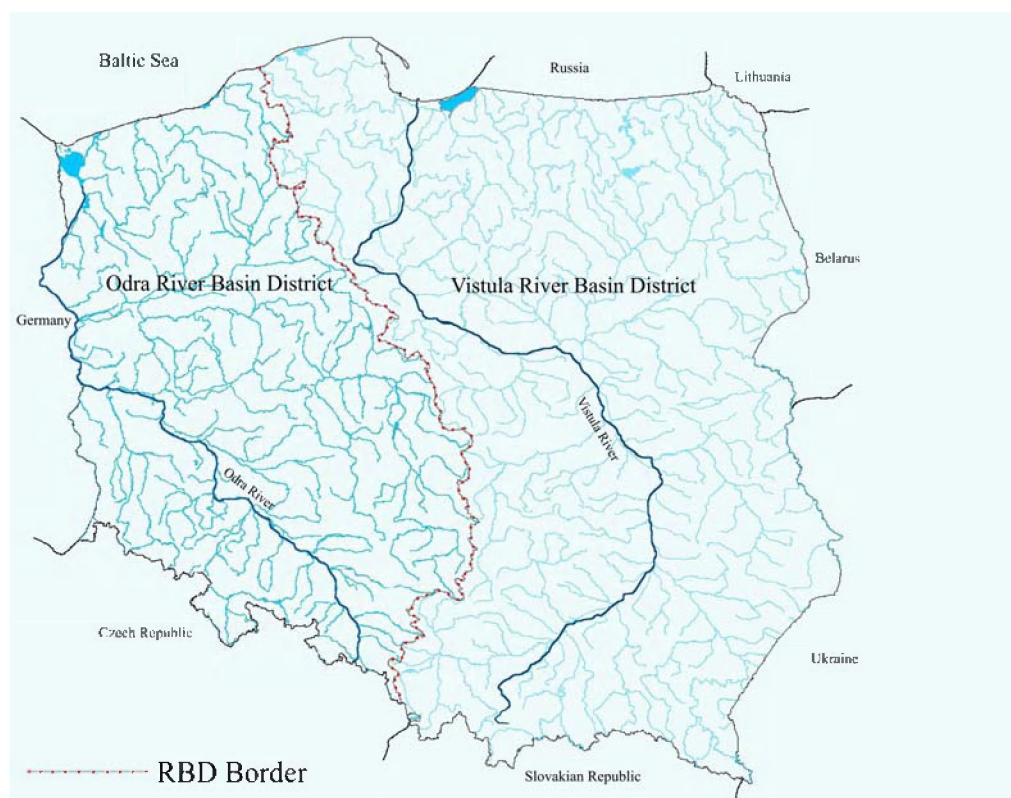 Baltic Sea
Russia
Lithuania
Belarus
Odra River Basin District
Vistula River Basin District
Germany
Vistula River
Odra River
Czech Republic
Ukraine
RBD Border
Slovakian Republic